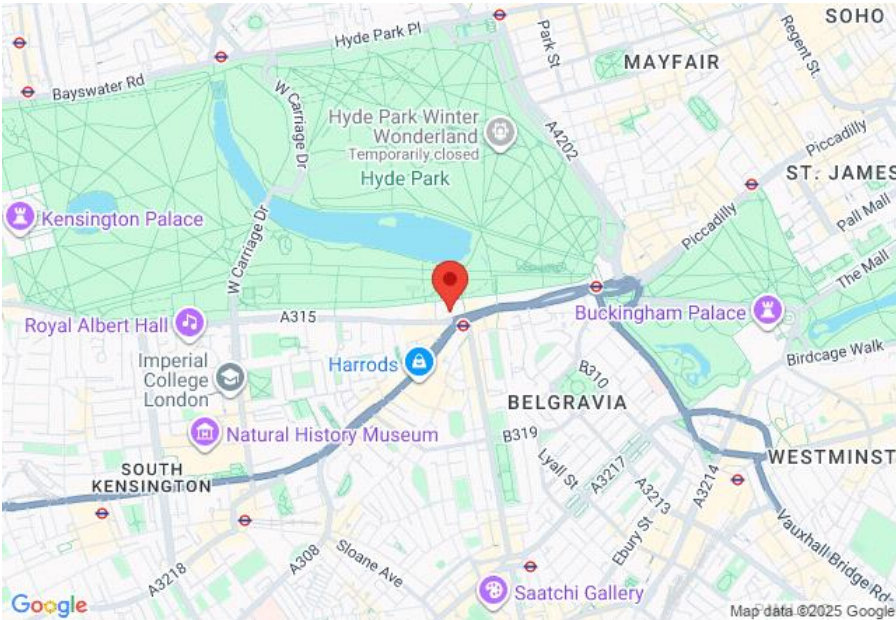 SOHO
Hyde Park Pl
Park St
Regent St.
MAYFAIR
Bayswater Rd
W Carriage Dr
Hyde Park Winter
Wonderland
Temporarily closed
Hyde Park
A4202
Piccadilly
ST. JAMES
Kensington Palace
W Carriage Dr
Piccadilly
Pall Mall
The Mall
Royal Albert Hall
A315
Buckingham Palace
Birdcage Walk
Imperial
College
London
Harrods
B310
BELGRAVIA
Natural History Museum
B319
SOUTH
KENSINGTON
Lyall St
A3217
A3213
A3214
WESTMINST
Ebury St
Vauxhall Bridge Rd
A3218
A308
Sloane Ave
Saatchi Gallery
Google
Map data ©2025 Google